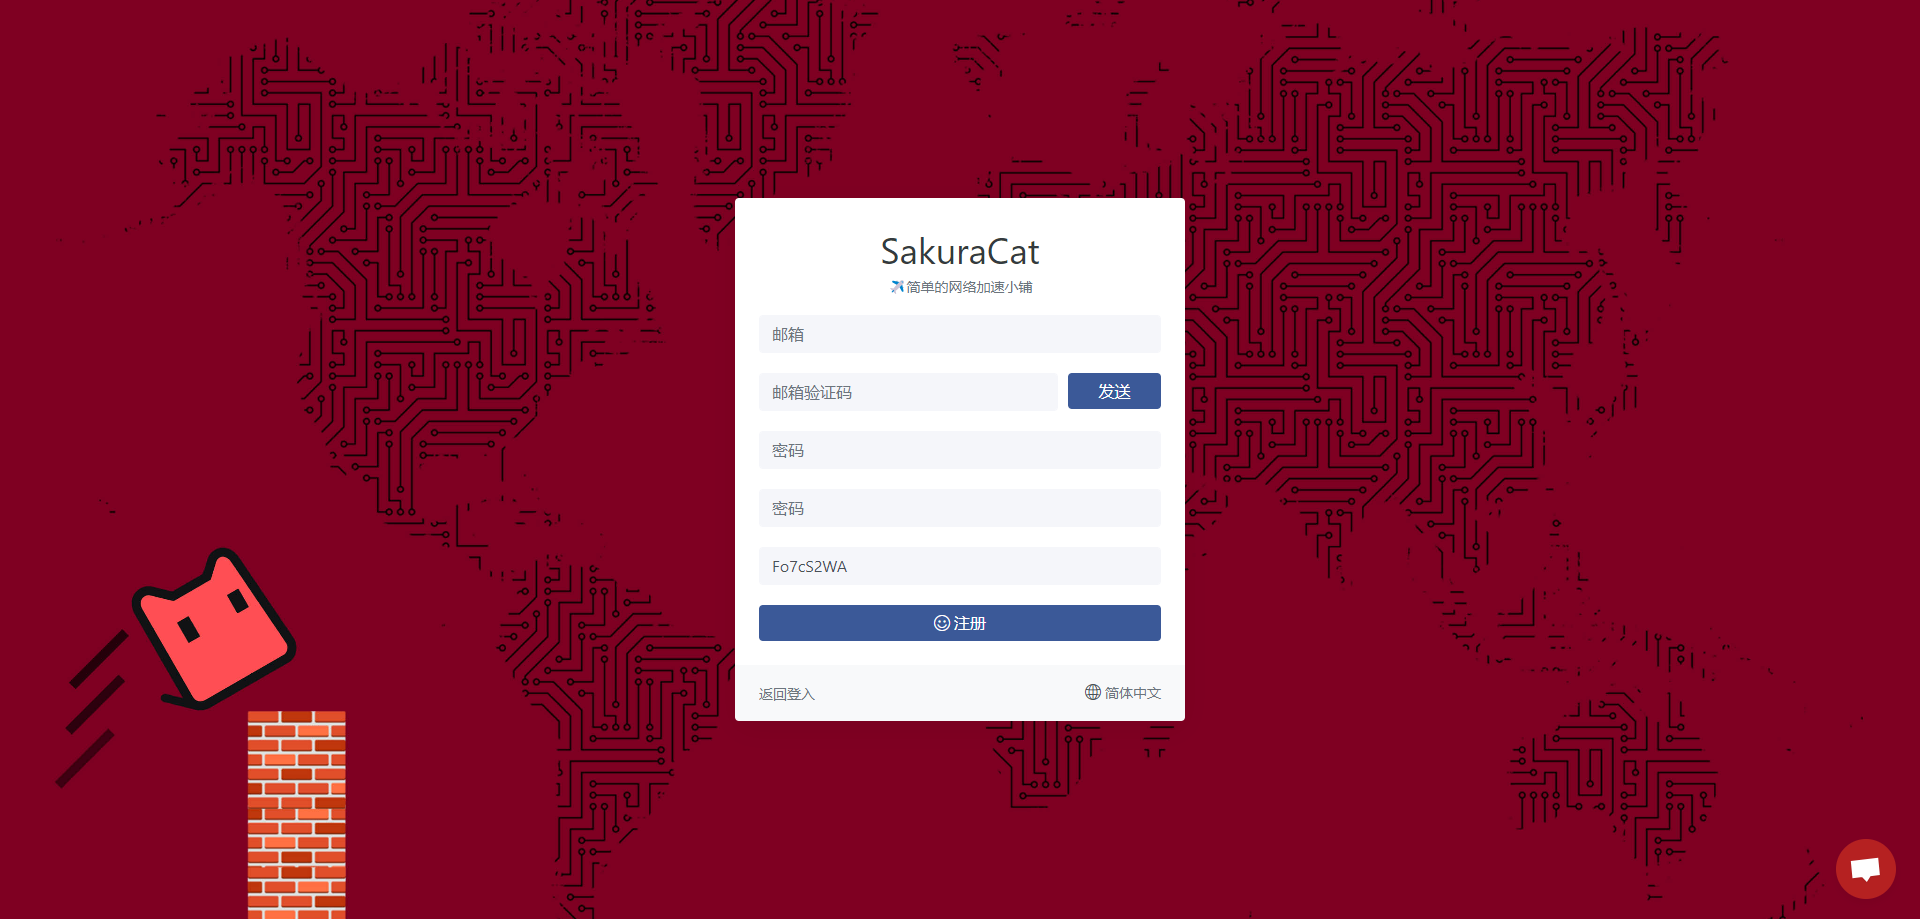 SakuraCat
✈️简单的网络加速小铺
邮箱
邮箱验证码
发送
密码
密码
Fo7cS2WA
注册
返回登入
简体中文